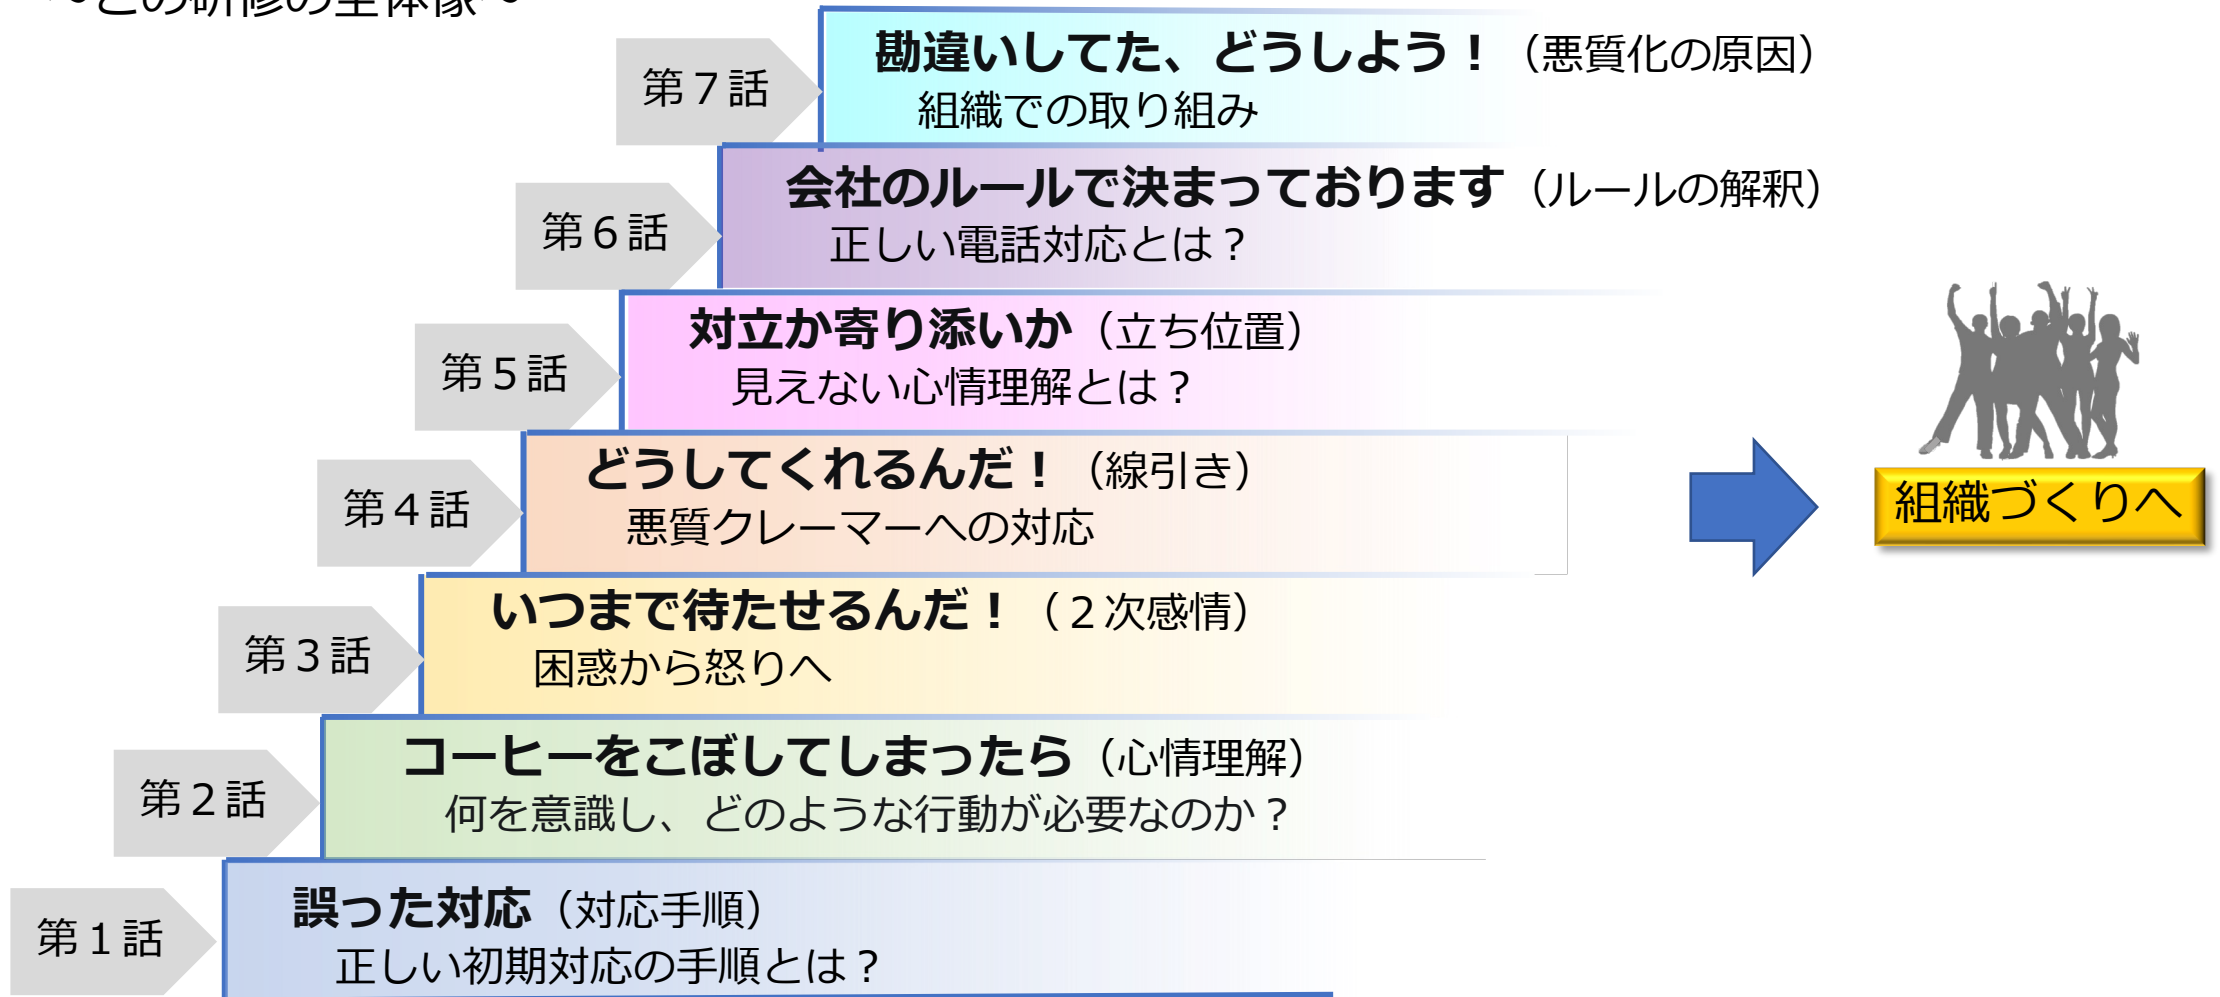 ～この研修の全体像～
第７話
勘違いしてた、どうしよう！（悪質化の原因）
組織での取り組み
第６話
会社のルールで決まっております（ルールの解釈）
正しい電話対応とは？
第５話
対立か寄り添いか（立ち位置）
見えない心情理解とは？
第４話
どうしてくれるんだ！（線引き）
悪質クレーマーへの対応
第３話
いつまで待たせるんだ！（２次感情）
困惑から怒りへ
第２話
コーヒーをこぼしてしまったら（心情理解）
何を意識し、どのような行動が必要なのか？
第１話
誤った対応（対応手順）
正しい初期対応の手順とは？
組織づくりへ